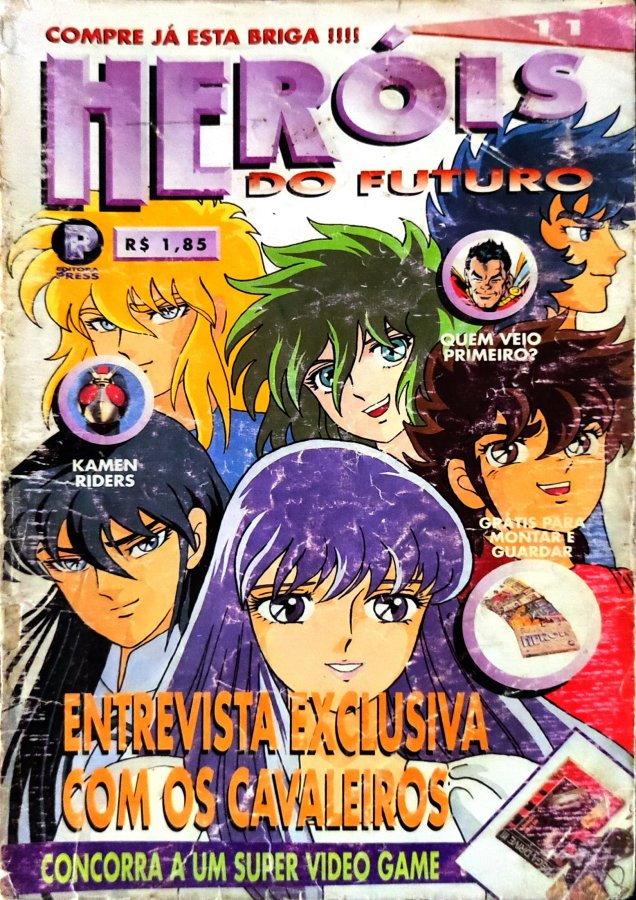 COMPRE JÁ ESTA BRIGA !!!!
11
HERÓIS
DO FUTURO
EDITORA
PRESS
R$ 1,85
QUEM VEIO
PRIMEIRO?
KAMEN
RIDERS
GRÁTIS PARA
MONTAR E
GUARDAR
HERÓIS
ENTREVISTA EXCLUSIVA
COM OS CAVALEIROS
CONCORRA A UM SUPER VIDEO GAME